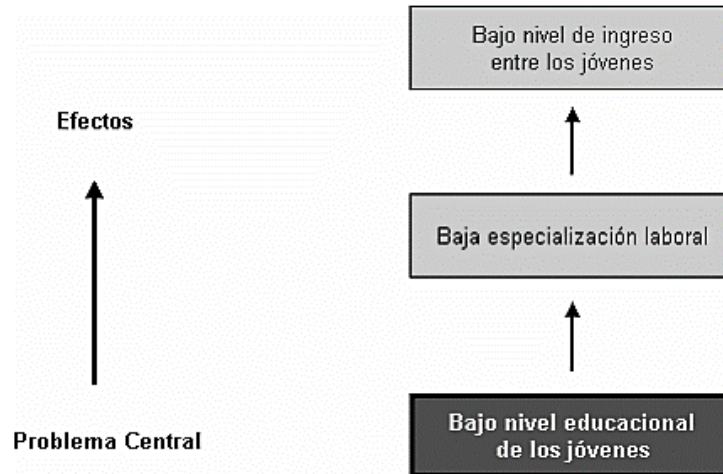 Bajo nivel de ingreso
entre los jóvenes
Efectos
Baja especialización laboral
Bajo nivel educacional
de los jóvenes
Problema Central